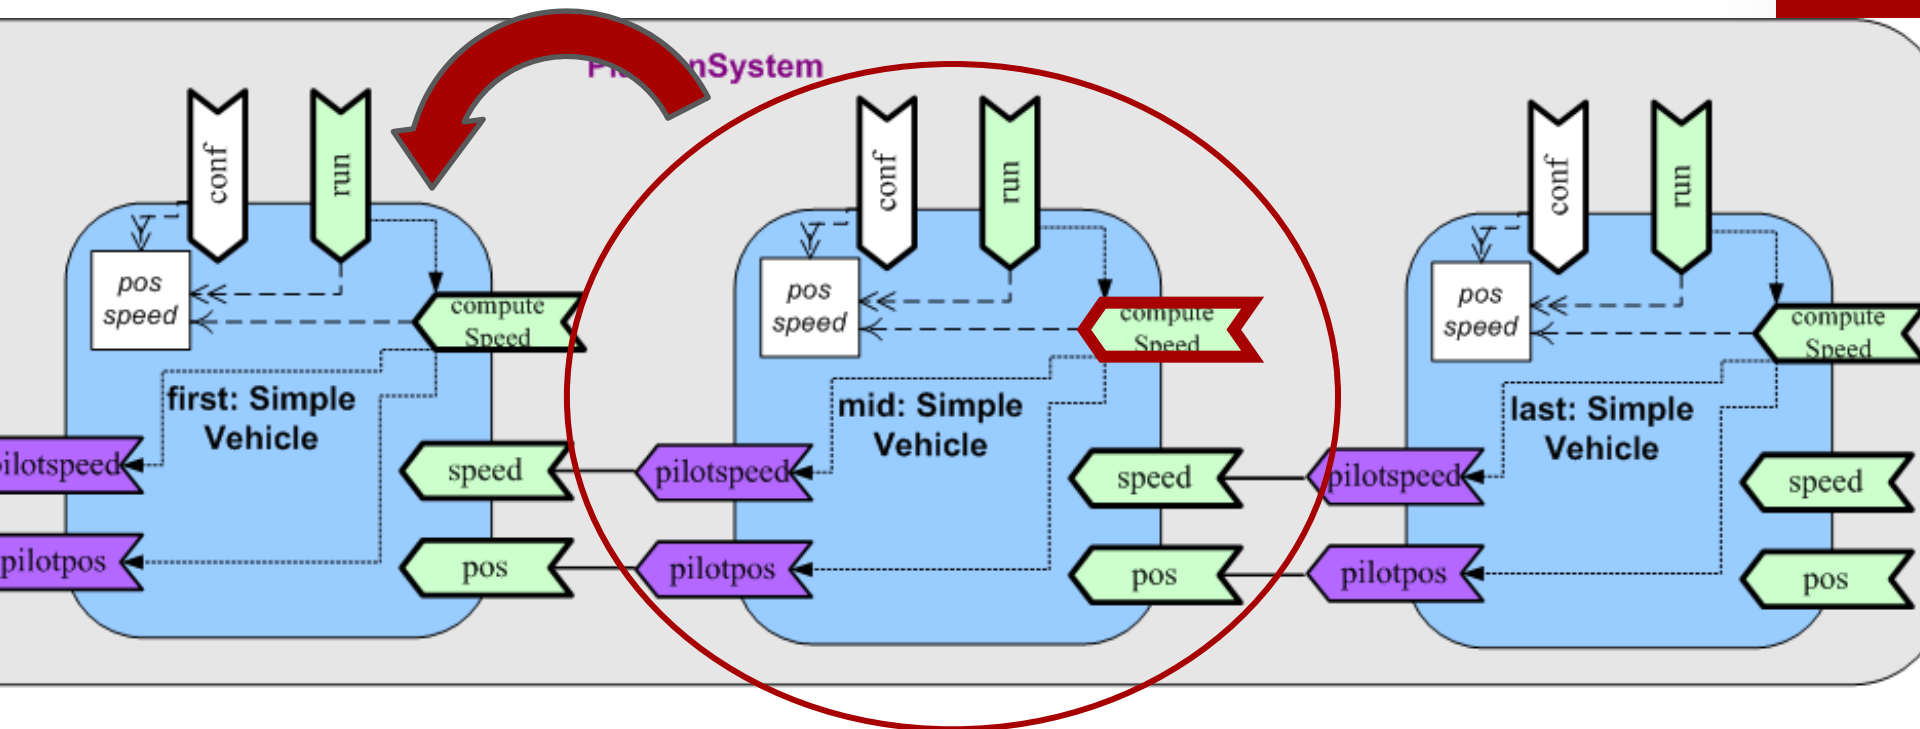 nSystem
conf
run
pos
speed
compute
Speed
first: Simple
Vehicle
ilotspeed
pilotpos
speed
pos
conf
run
pos
speed
compute
Speed
mid: Simple
Vehicle
pilotspeed
pilotpos
speed
pos
conf
run
pos
speed
compute
Speed
last: Simple
Vehicle
pilotspeed
pilotpos
speed
pos